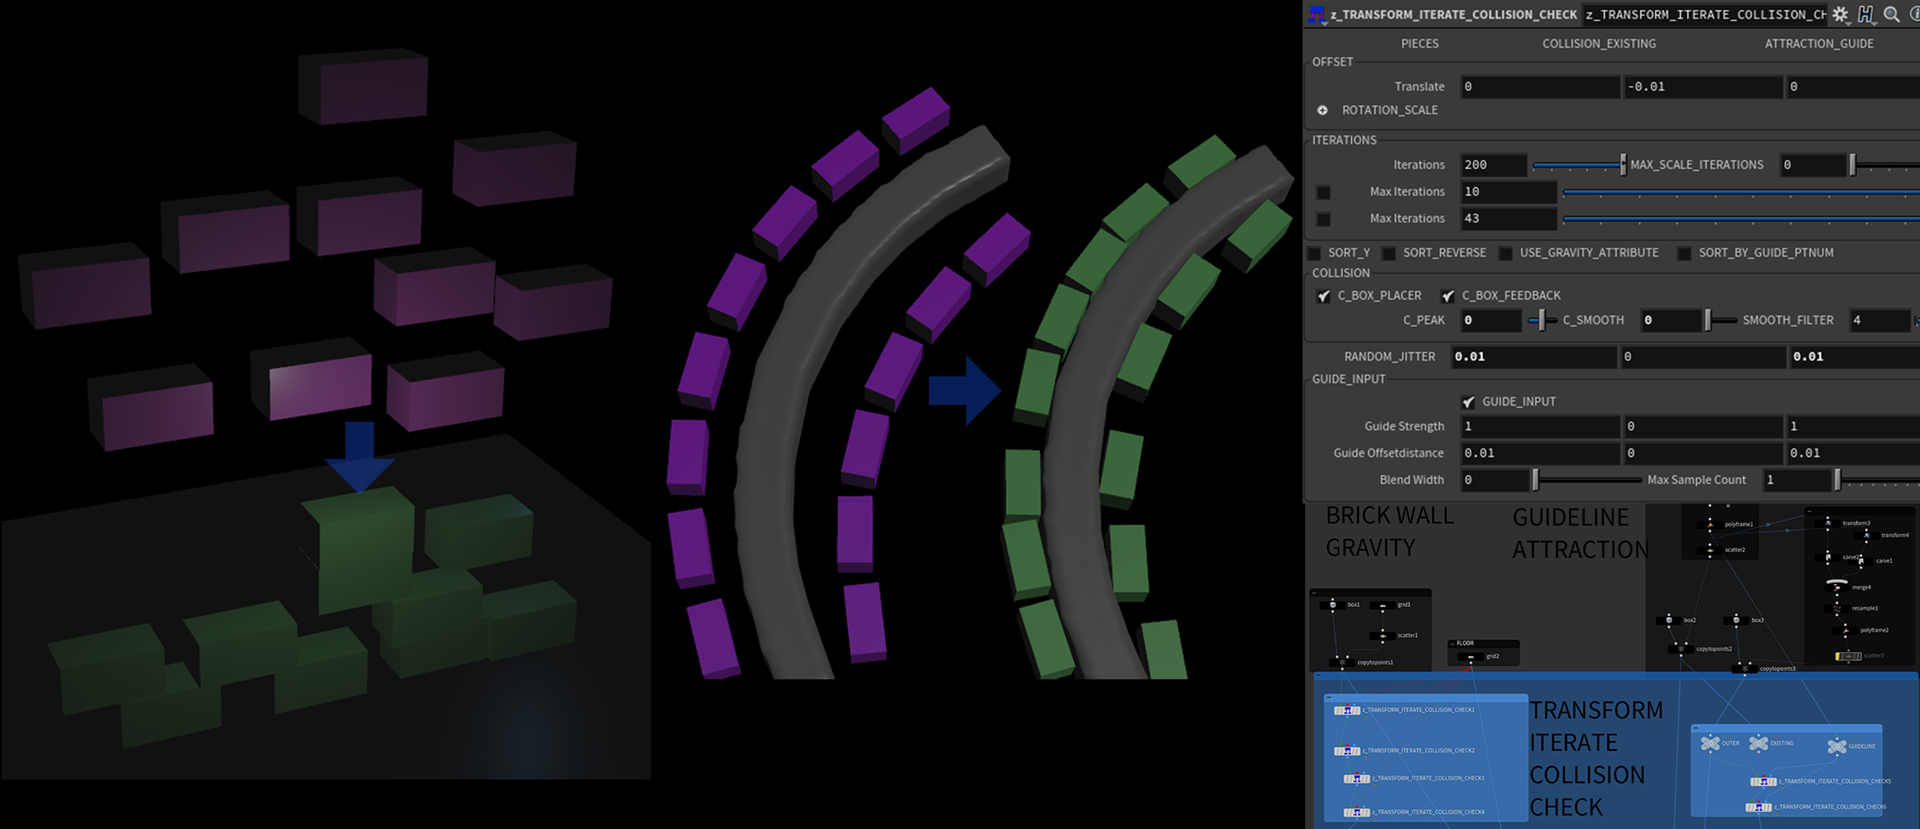 z_TRANSFORM_ITERATE_COLLISION_CHECK z_TRANSFORM_ITERATE_COLLISION_CH
PIECES COLLISION_EXISTING ATTRACTION_GUIDE
OFFSET
Translate 0 -0.01 0
ROTATION_SCALE
ITERATIONS
Iterations 200 MAX_SCALE_ITERATIONS 0
Max Iterations 10
Max Iterations 43
SORT_Y SORT_REVERSE USE_GRAVITY_ATTRIBUTE SORT_BY_GUIDE_PTNUM
COLLISION
C_BOX_PLACER C_BOX_FEEDBACK
C_PEAK 0 C_SMOOTH 0 SMOOTH_FILTER 4
RANDOM_JITTER 0.01 0 0.01
GUIDE_INPUT
GUIDE_INPUT
Guide Strength 1 0 1
Guide Offsetdistance 0.01 0 0.01
Blend Width 0 Max Sample Count 1
BRICK WALL
GRAVITY
GUIDELINE
ATTRACTION
polyframe1
scatter2
transform3
transform4
carve1
merge4
resample1
polyframe2
scatter3
box1
grid1
scatter1
copytopoints1
FLOOR
grid2
box2
box3
copytopoints2
copytopoints3
z_TRANSFORM_ITERATE_COLLISION_CHECK1
z_TRANSFORM_ITERATE_COLLISION_CHECK2
z_TRANSFORM_ITERATE_COLLISION_CHECK3
z_TRANSFORM_ITERATE_COLLISION_CHECK4
TRANSFORM
ITERATE
COLLISION
CHECK
OUTER
EXISTING
GUIDELINE
z_TRANSFORM_ITERATE_COLLISION_CHECK5
z_TRANSFORM_ITERATE_COLLISION_CHECK6